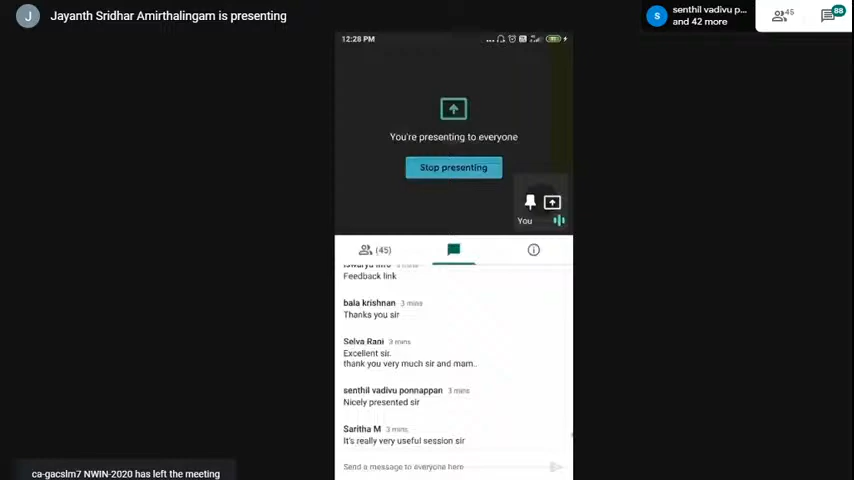 J
Jayanth Sridhar Amirthalingam is presenting
S
senthil vadivu p...
and 42 more
45
88
12:28 PM
You're presenting to everyone
Stop presenting
You
(45)
Feedback link
bala krishnan 3 mins
Thanks you sir
Selva Rani 3 mins
Excellent sir.
thank you very much sir and mam..
senthil vadivu ponnappan 3 mins
Nicely presented sir
Saritha M 3 mins
It's really very useful session sir
Send a message to everyone here
ca-gacslm7 NWIN-2020 has left the meeting